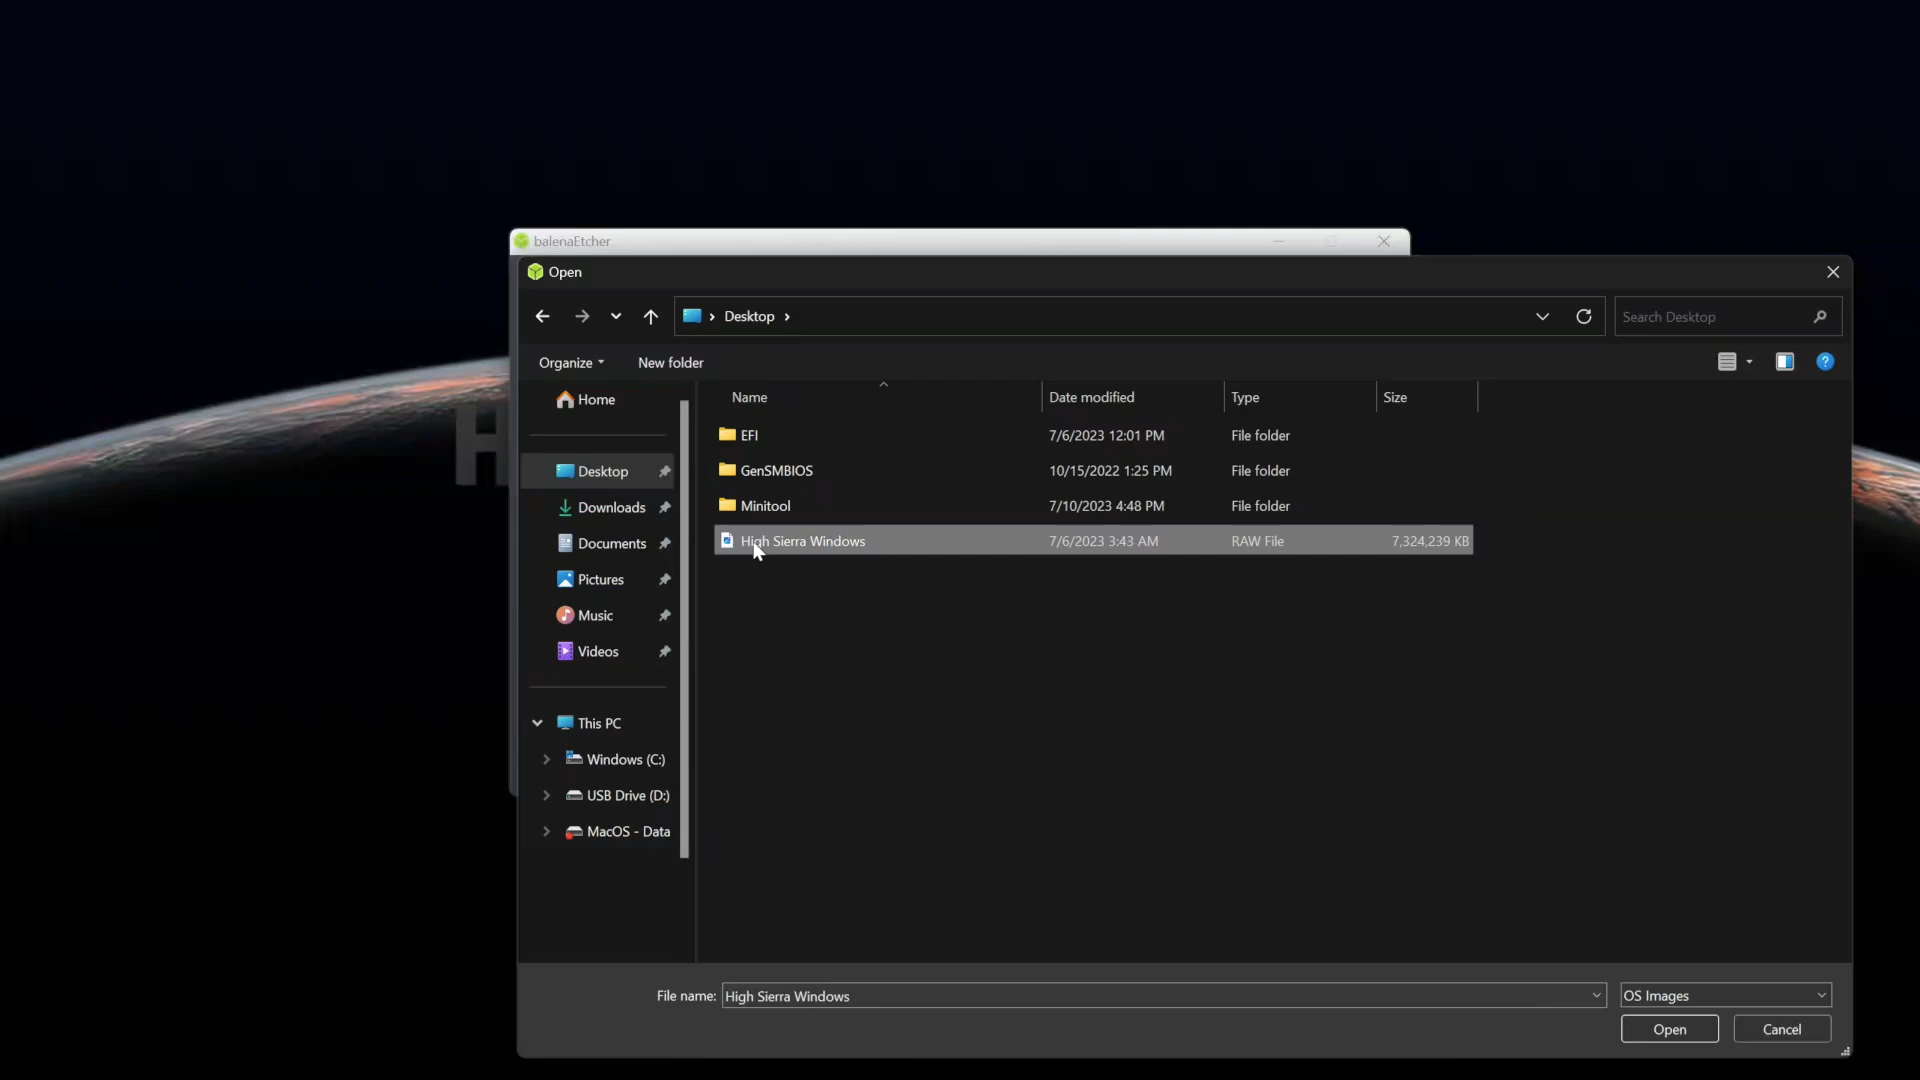 balenaEtcher
Open
Desktop
Search Desktop
Organize
New folder
Name
Date modified
Type
Size
Home
EFI 7/6/2023 12:01 PM File folder
Desktop
GenSMBIOS 10/15/2022 1:25 PM File folder
Downloads
Minitool 7/10/2023 4:48 PM File folder
Documents
High Sierra Windows 7/6/2023 3:43 AM RAW File 7,324,239 KB
Pictures
Music
Videos
This PC
Windows (C:)
USB Drive (D:)
MacOS - Data
File name: High Sierra Windows
OS Images
Open
Cancel